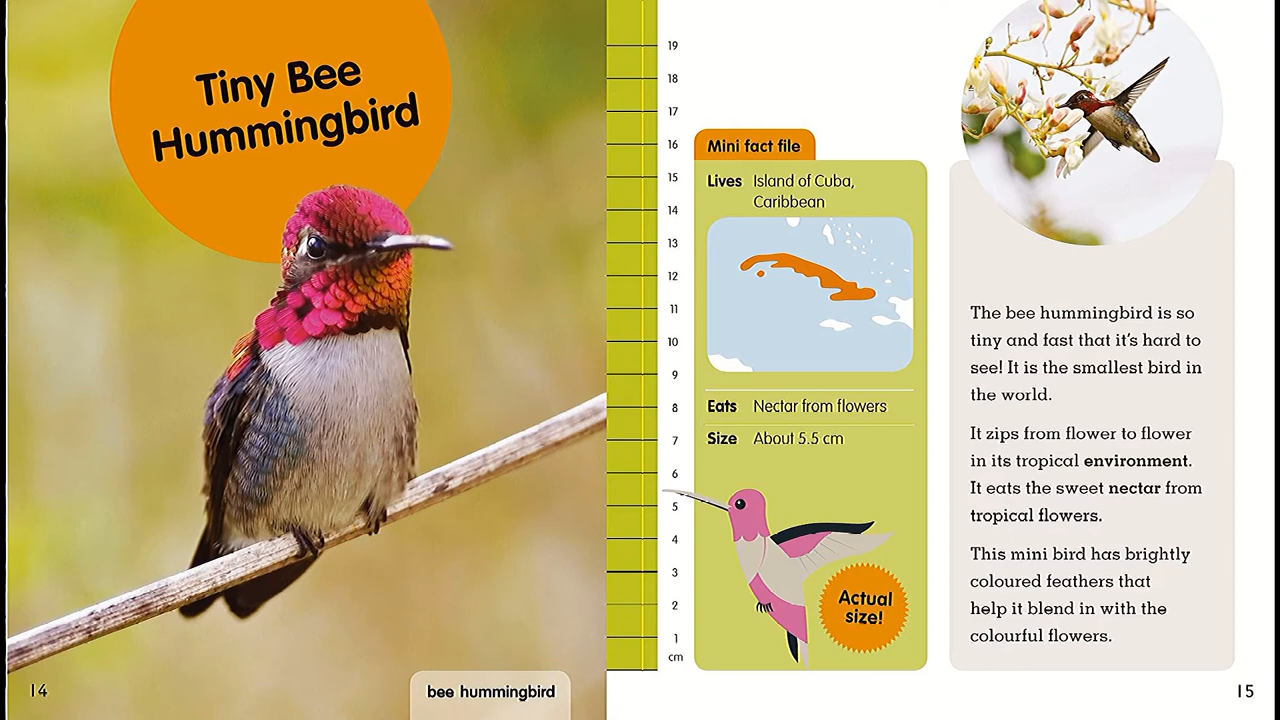 Tiny Bee
Hummingbird
14
bee hummingbird
19
18
17
16
15
14
13
12
11
10
9
8
7
6
5
4
3
2
1
cm
Mini fact file
Lives Island of Cuba,
Caribbean
Eats Nectar from flowers
Size About 5.5 cm
Actual
size!
The bee hummingbird is so
tiny and fast that it's hard to
see! It is the smallest bird in
the world.
It zips from flower to flower
in its tropical environment.
It eats the sweet nectar from
tropical flowers.
This mini bird has brightly
coloured feathers that
help it blend in with the
colourful flowers.
15